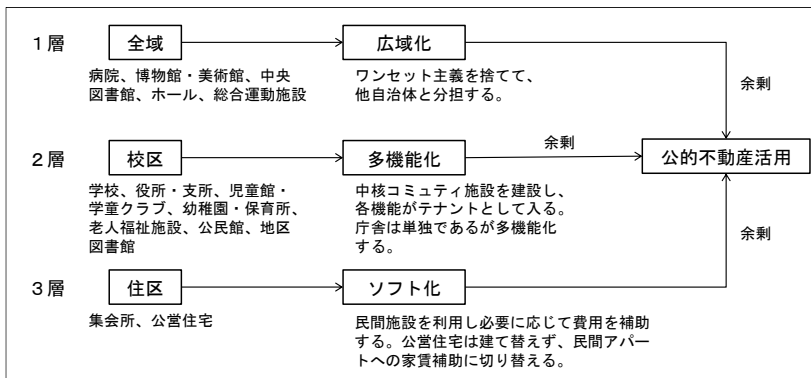 1層
全域
広域化
病院、博物館・美術館、中央
図書館、ホール、総合運動施設
ワンセット主義を捨てて、
他自治体と分担する。
余剰
2層
校区
多機能化
余剰
公的不動産活用
学校、役所・支所、児童館・
学童クラブ、幼稚園・保育所、
老人福祉施設、公民館、地区
図書館
中核コミュティ施設を建設し、
各機能がテナントとして入る。
庁舎は単独であるが多機能化
する。
余剰
3層
住区
ソフト化
集会所、公営住宅
民間施設を利用し必要に応じて費用を補助
する。公営住宅は建て替えず、民間アパー
トへの家賃補助に切り替える。